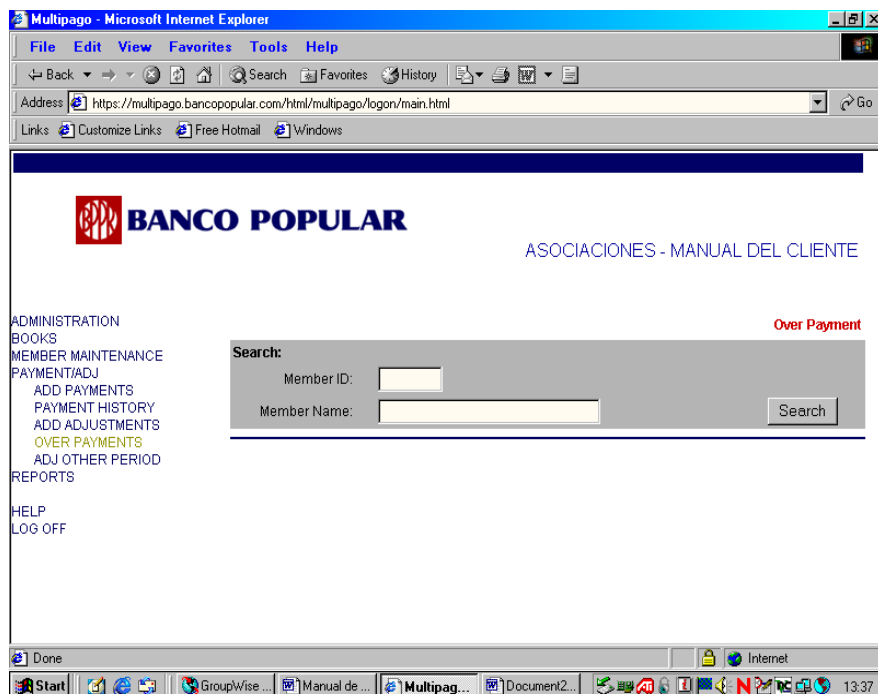 Multipago - Microsoft Internet Explorer
File Edit View Favorites Tools Help
Back Search Favorites History
Address https://multipago.bancopopular.com/html/multipago/logon/main.html Go
Links Customize Links Free Hotmail Windows
BANCO POPULAR
ASOCIACIONES - MANUAL DEL CLIENTE
Over Payment
ADMINISTRATION
BOOKS
MEMBER MAINTENANCE
PAYMENT/ADJ
ADD PAYMENTS
PAYMENT HISTORY
ADD ADJUSTMENTS
OVER PAYMENTS
ADJ OTHER PERIOD
REPORTS
HELP
LOG OFF
Search:
Member ID:
Member Name: Search
Done Internet
Start GroupWise ... Manual de ... Multipag... Document2... 13:37